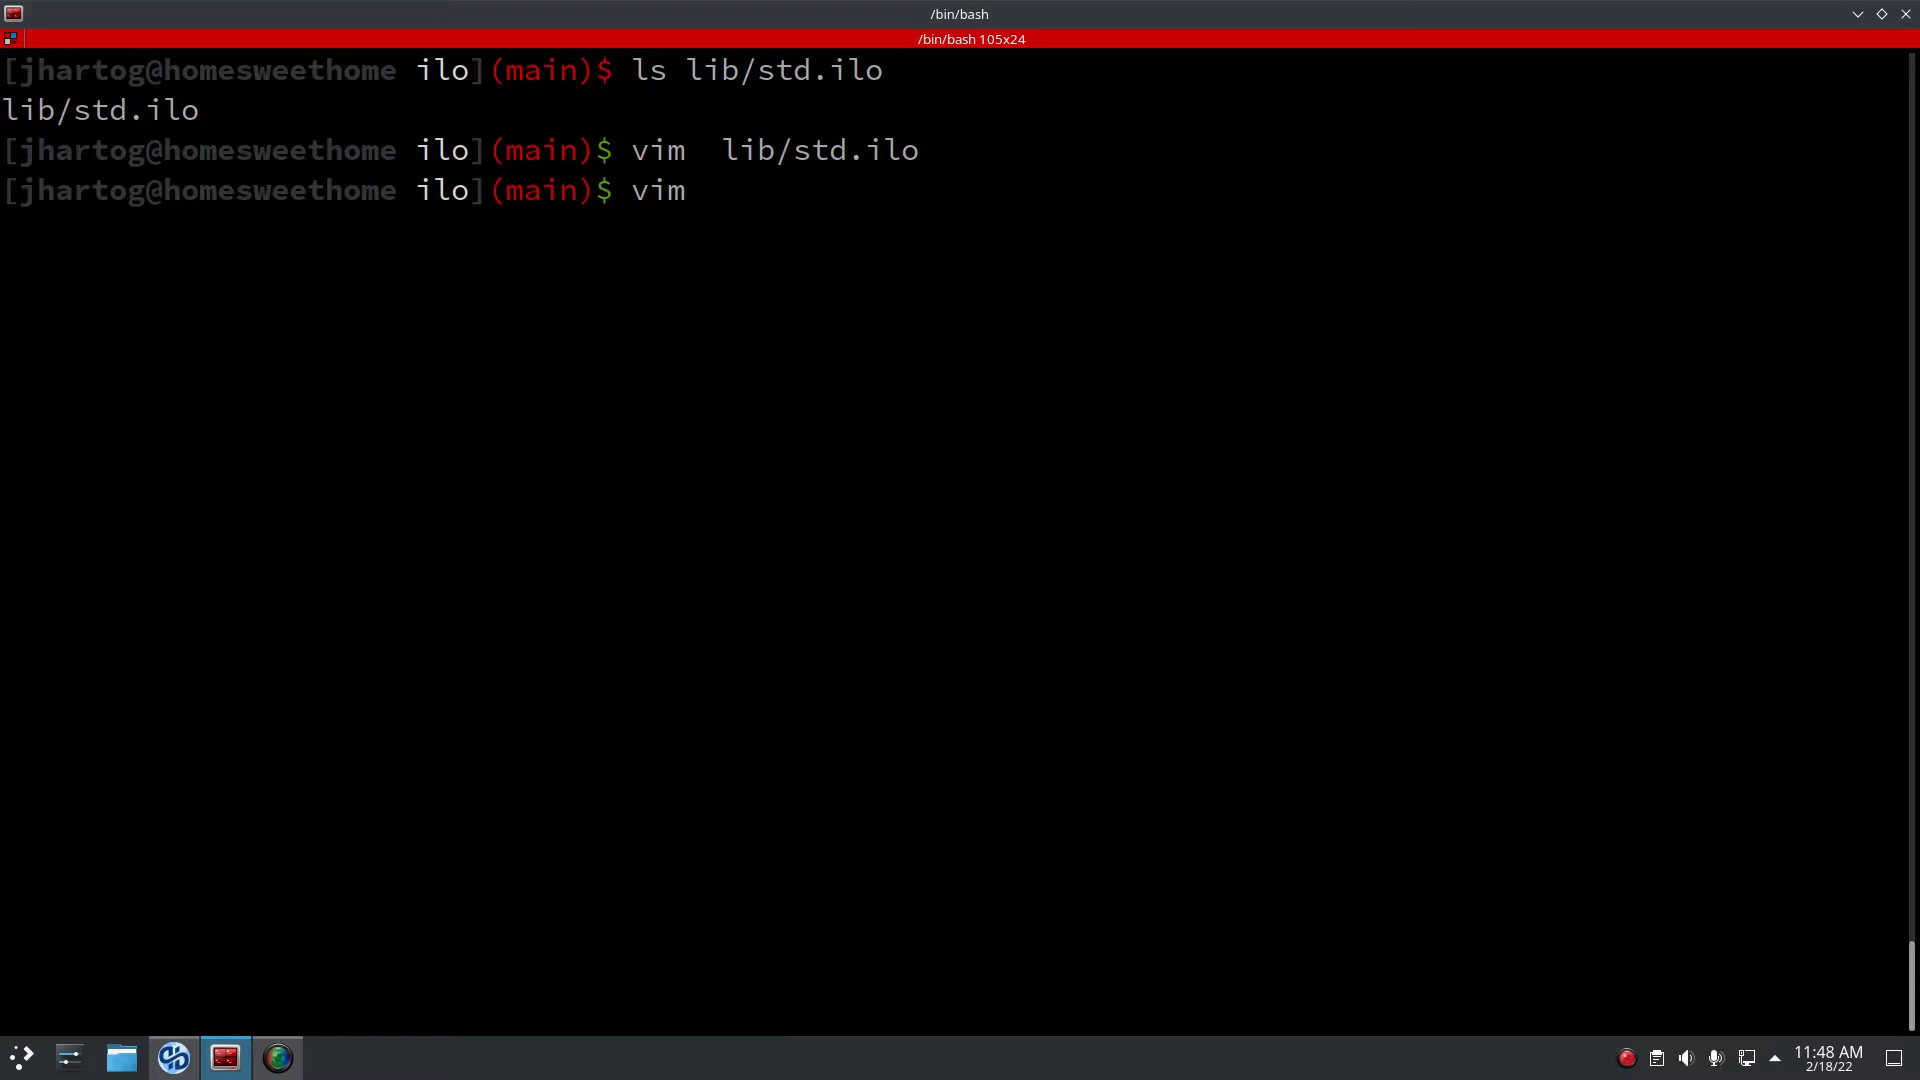 /bin/bash
/bin/bash 105x24
[jhartog@homesweethome ilo](main)$ ls lib/std.ilo
lib/std.ilo
[jhartog@homesweethome ilo](main)$ vim  lib/std.ilo
[jhartog@homesweethome ilo](main)$ vim
11:48 AM
2/18/22